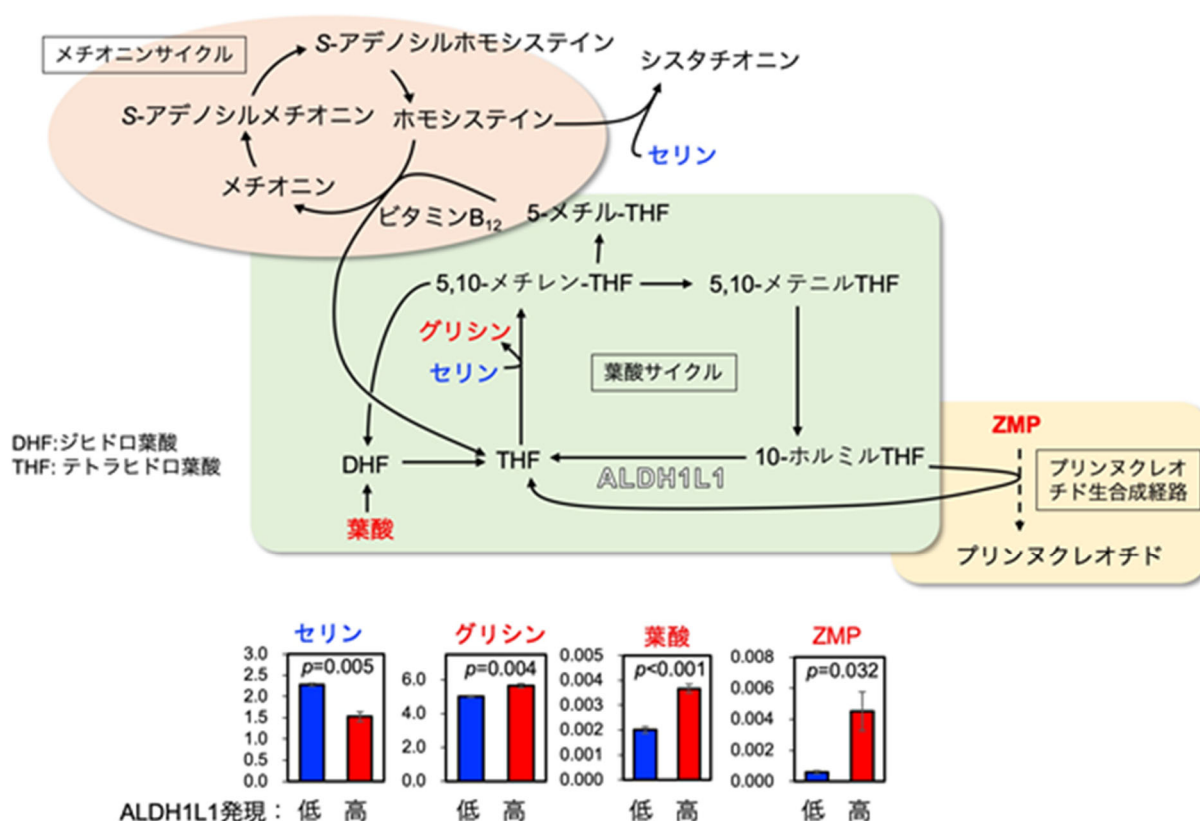 メチオニンサイクル
S-アデノシルホモシステイン
シスタチオニン
S-アデノシルメチオニン
ホモシステイン
セリン
メチオニン
ビタミンB12
5-メチル-THF
5,10-メチレン-THF
5,10-メテニルTHF
グリシン
セリン
葉酸サイクル
DHF:ジヒドロ葉酸
THF: テトラヒドロ葉酸
DHF
THF
ALDH1L1
10-ホルミルTHF
葉酸
ZMP
プリンヌクレオ
チド生合成経路
プリンヌクレオチド
セリン
3.0
2.5
2.0
1.5
1.0
0.5
0.0
p=0.005
グリシン
6.0
4.0
2.0
0.0
p=0.004
葉酸
0.005
0.004
0.003
0.002
0.001
0.000
p<0.001
ZMP
0.008
0.006
0.004
0.002
0.000
p=0.032
ALDH1L1発現： 低 高 低 高 低 高 低 高